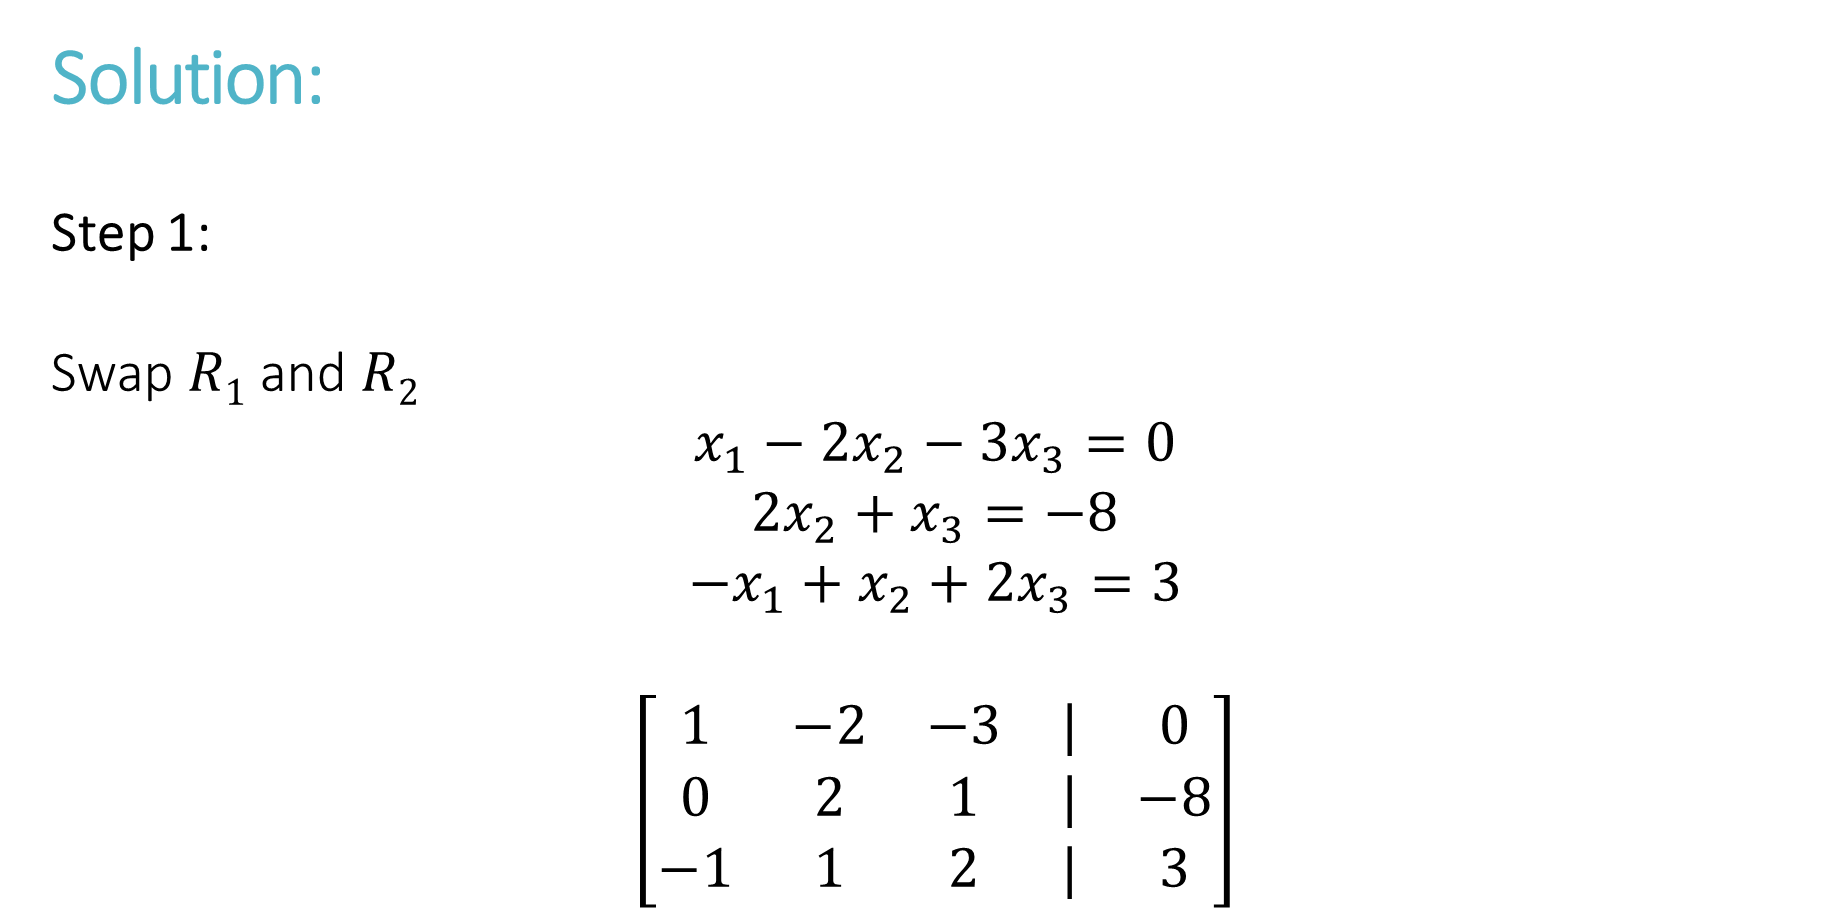 Solution:
Step 1:
Swap R₁ and R₂
x₁ − 2x₂ − 3x₃ = 0
2x₂ + x₃ = −8
−x₁ + x₂ + 2x₃ = 3
[ 1 −2 −3 | 0 ]
[ 0 2 1 | −8 ]
[ −1 1 2 | 3 ]